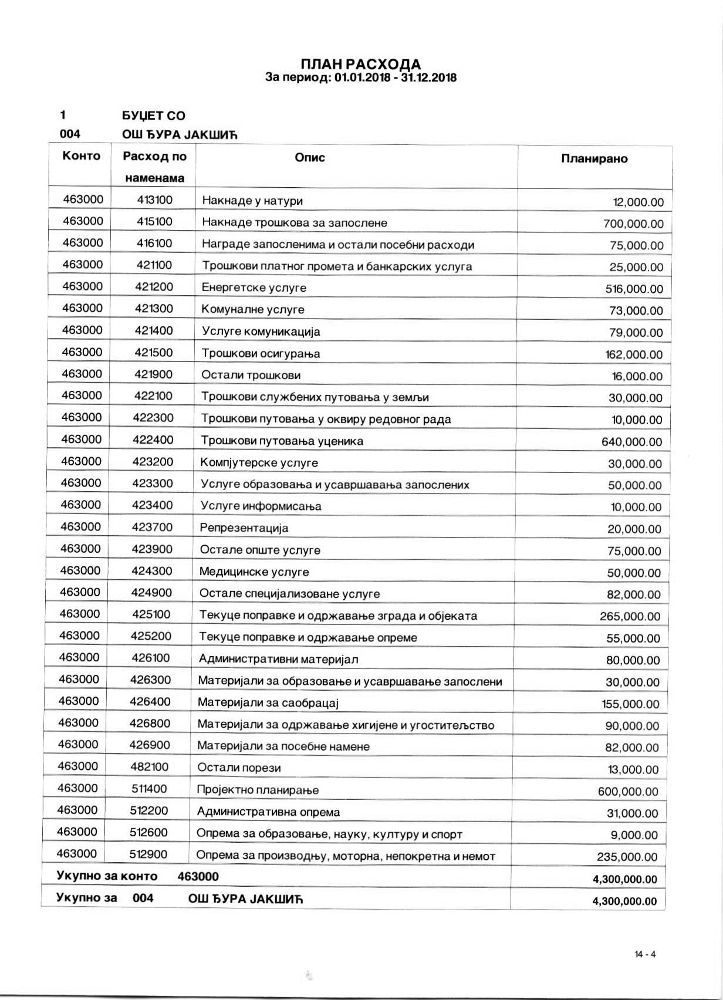 ПЛАН РАСХОДА
За период: 01.01.2018 - 31.12.2018
1 БУЏЕТ СО
004 ОШ ЂУРА ЈАКШИЋ
Конто Расход по наменама Опис Планирано
463000 413100 Накнаде у натури 12,000.00
463000 415100 Накнаде трошкова за запослене 700,000.00
463000 416100 Награде запосленима и остали посебни расходи 75,000.00
463000 421100 Трошкови платног промета и банкарских услуга 25,000.00
463000 421200 Енергетске услуге 516,000.00
463000 421300 Комуналне услуге 73,000.00
463000 421400 Услуге комуникација 79,000.00
463000 421500 Трошкови осигурања 162,000.00
463000 421900 Остали трошкови 16,000.00
463000 422100 Трошкови службених путовања у земљи 30,000.00
463000 422300 Трошкови путовања у оквиру редовног рада 10,000.00
463000 422400 Трошкови путовања уценика 640,000.00
463000 423200 Компјутерске услуге 30,000.00
463000 423300 Услуге образовања и усавршавања запослених 50,000.00
463000 423400 Услуге информисања 10,000.00
463000 423700 Репрезентација 20,000.00
463000 423900 Остале опште услуге 75,000.00
463000 424300 Медицинске услуге 50,000.00
463000 424900 Остале специјализоване услуге 82,000.00
463000 425100 Текуце поправке и одржавање зграда и објеката 265,000.00
463000 425200 Текуце поправке и одржавање опреме 55,000.00
463000 426100 Административни материјал 80,000.00
463000 426300 Материјали за образовање и усавршавање запослени 30,000.00
463000 426400 Материјали за саобрацај 155,000.00
463000 426800 Материјали за одржавање хигијене и угоститељство 90,000.00
463000 426900 Материјали за посебне намене 82,000.00
463000 482100 Остали порези 13,000.00
463000 511400 Пројектно планирање 600,000.00
463000 512200 Административна опрема 31,000.00
463000 512600 Опрема за образовање, науку, културу и спорт 9,000.00
463000 512900 Опрема за производњу, моторна, непокретна и немот 235,000.00
Укупно за конто 463000 4,300,000.00
Укупно за 004 ОШ ЂУРА ЈАКШИЋ 4,300,000.00
14 - 4